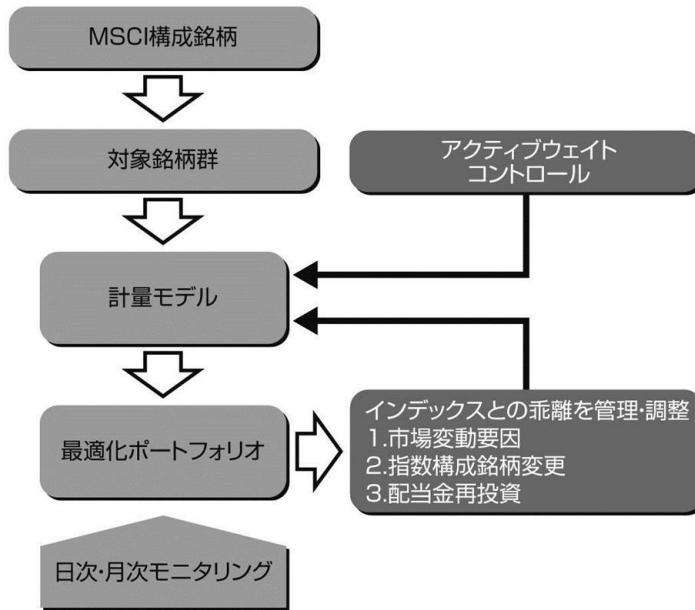 MSCI構成銘柄
対象銘柄群
アクティブウェイト
コントロール
計量モデル
最適化ポートフォリオ
インデックスとの乖離を管理・調整
1.市場変動要因
2.指数構成銘柄変更
3.配当金再投資
日次・月次モニタリング